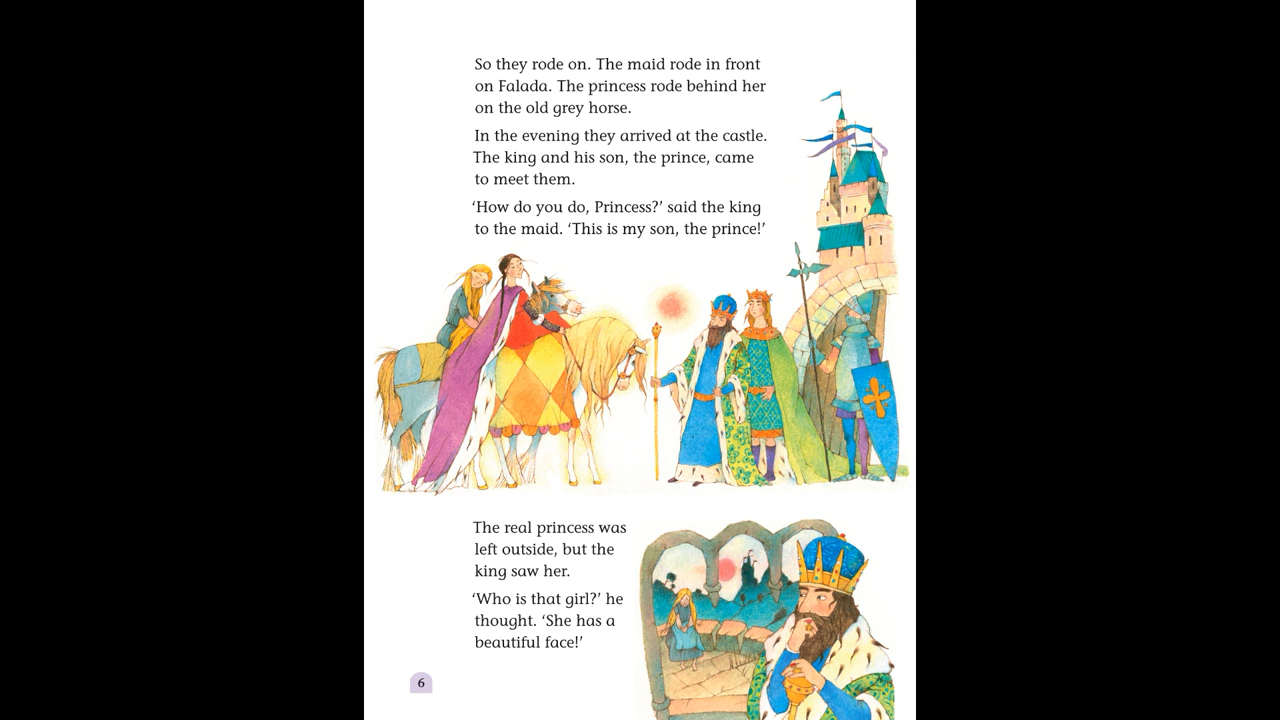 So they rode on. The maid rode in front
on Falada. The princess rode behind her
on the old grey horse.
In the evening they arrived at the castle.
The king and his son, the prince, came
to meet them.
‘How do you do, Princess?’ said the king
to the maid. ‘This is my son, the prince!’
The real princess was
left outside, but the
king saw her.
‘Who is that girl?’ he
thought. ‘She has a
beautiful face!’
6